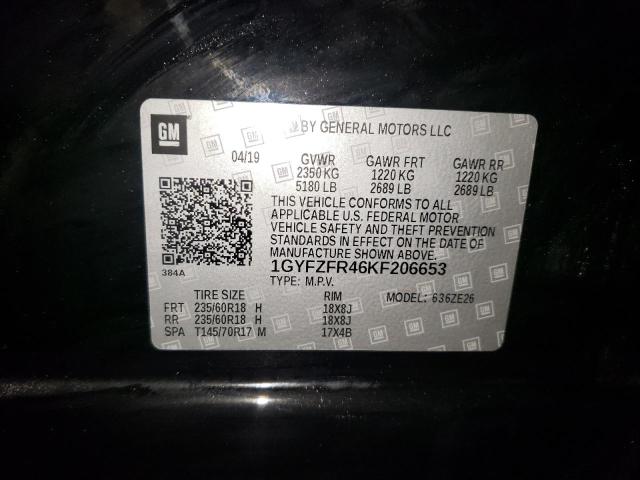 GM
BY GENERAL MOTORS LLC
04/19 GVWR GAWR FRT GAWR RR
2350 KG 1220 KG 1220 KG
5180 LB 2689 LB 2689 LB
THIS VEHICLE CONFORMS TO ALL
APPLICABLE U.S. FEDERAL MOTOR
VEHICLE SAFETY AND THEFT PREVENTION
STANDARDS IN EFFECT ON THE DATE OF
MANUFACTURE SHOWN ABOVE.
384A 1GYFZFR46KF206653
TYPE: M.P.V.
TIRE SIZE RIM MODEL: 636ZE26
FRT 235/60R18 H 18X8J
RR 235/60R18 H 18X8J
SPA T145/70R17 M 17X4B